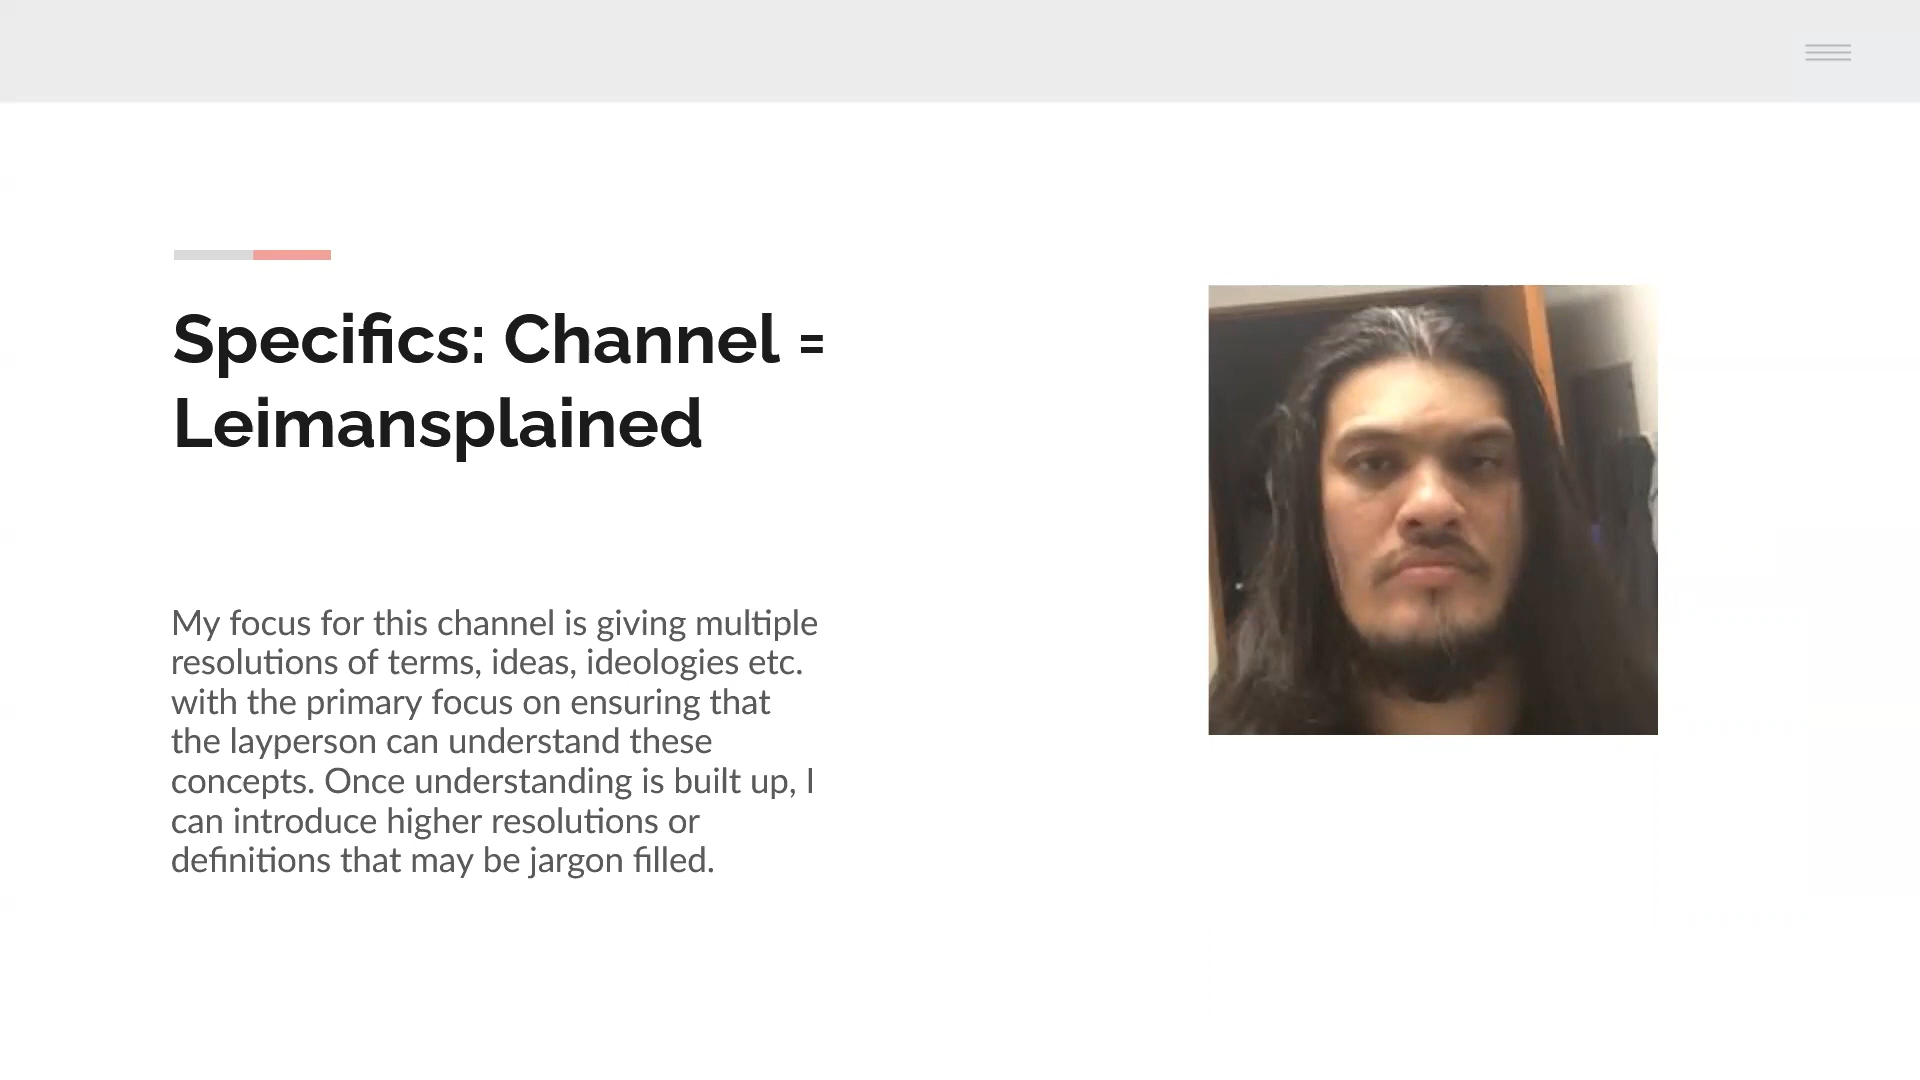 Specifics: Channel =
Leimansplained
My focus for this channel is giving multiple
resolutions of terms, ideas, ideologies etc.
with the primary focus on ensuring that
the layperson can understand these
concepts. Once understanding is built up, I
can introduce higher resolutions or
definitions that may be jargon filled.